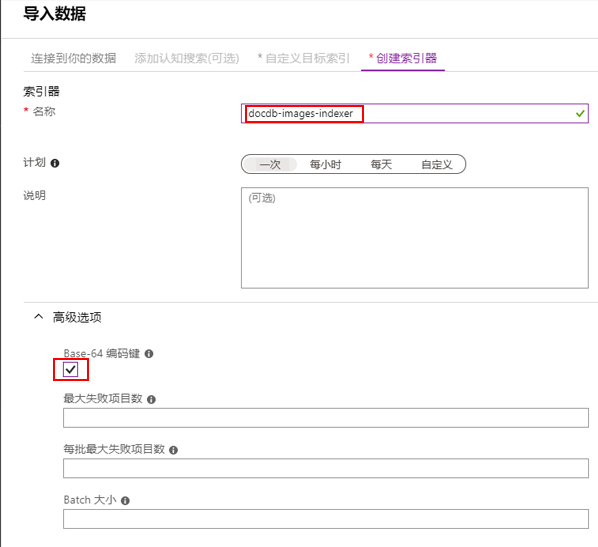 导入数据
连接到你的数据 添加认知搜索(可选) * 自定义目标索引 * 创建索引器
索引器
* 名称
docdb-images-indexer
计划
一次 每小时 每天 自定义
说明
(可选)
高级选项
Base-64 编码键
最大失败项目数
每批最大失败项目数
Batch 大小